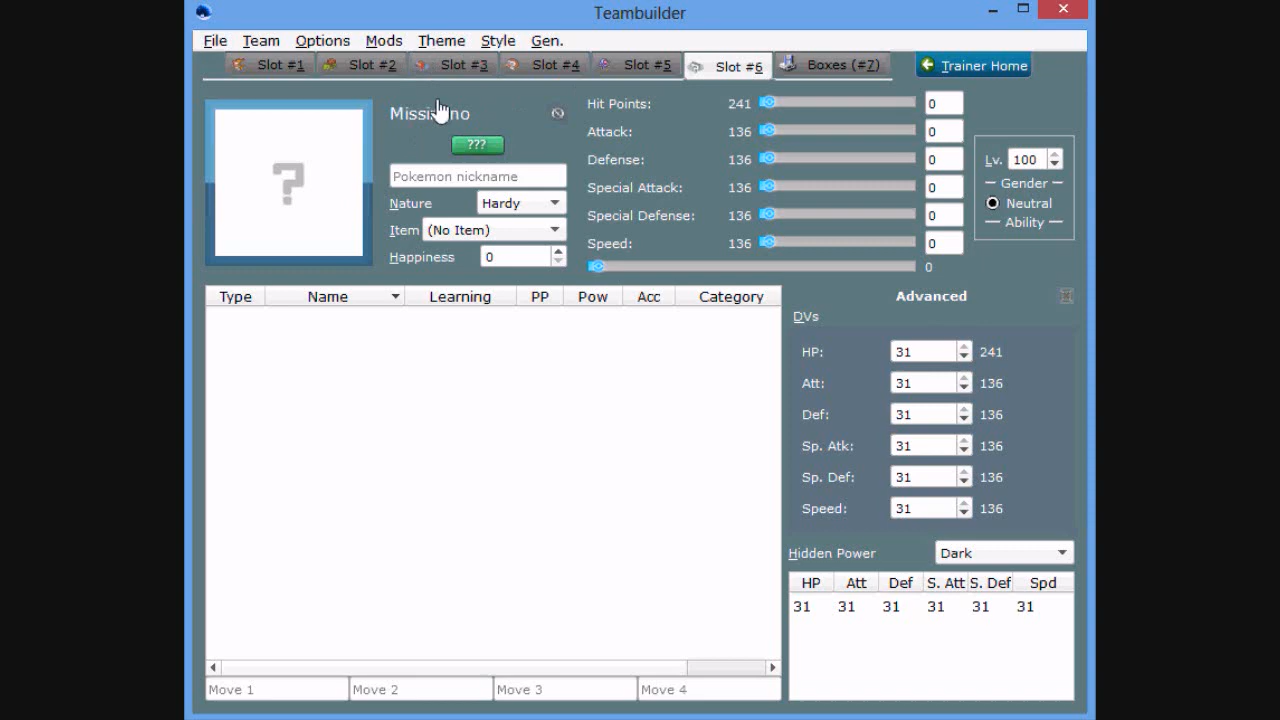 Teambuilder
File Team Options Mods Theme Style Gen.
Slot #1 Slot #2 Slot #3 Slot #4 Slot #5 Slot #6 Boxes (#7) Trainer Home
?
???
Pokemon nickname
Nature Hardy
Item (No Item)
Happiness 0
Hit Points: 241 0
Attack: 136 0
Defense: 136 0
Special Attack: 136 0
Special Defense: 136 0
Speed: 136 0
0
Lv. 100
Gender
Neutral
Ability
Type Name Learning PP Pow Acc Category
Move 1 Move 2 Move 3 Move 4
Advanced
DVs
HP: 31 241
Att: 31 136
Def: 31 136
Sp. Atk: 31 136
Sp. Def: 31 136
Speed: 31 136
Hidden Power Dark
HP Att Def S. Att S. Def Spd
31 31 31 31 31 31